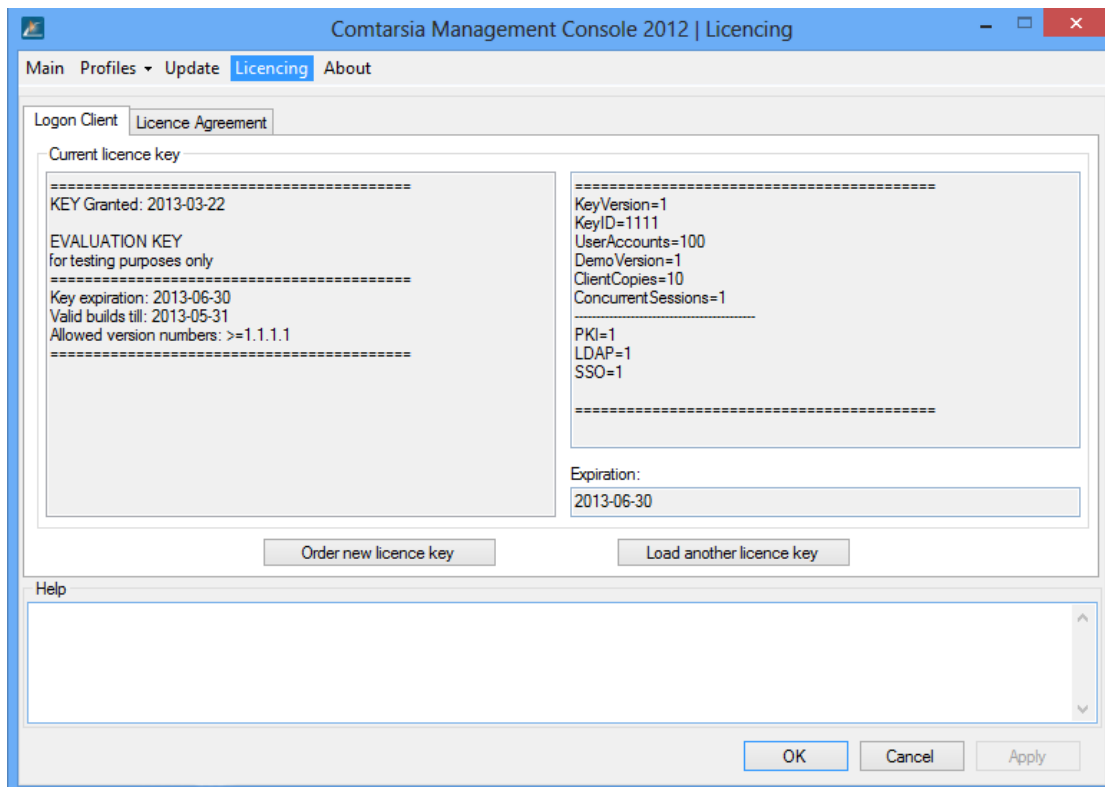 Comtarsia Management Console 2012 | Licencing
Main Profiles Update Licencing About
Logon Client Licence Agreement
Current licence key
==========================================
KEY Granted: 2013-03-22
EVALUATION KEY
for testing purposes only
==========================================
Key expiration: 2013-06-30
Valid builds till: 2013-05-31
Allowed version numbers: >=1.1.1.1
==========================================
==========================================
KeyVersion=1
KeyID=1111
UserAccounts=100
DemoVersion=1
ClientCopies=10
ConcurrentSessions=1
------------------------------------------
PKI=1
LDAP=1
SSO=1
==========================================
Expiration:
2013-06-30
Order new licence key Load another licence key
Help
OK Cancel Apply